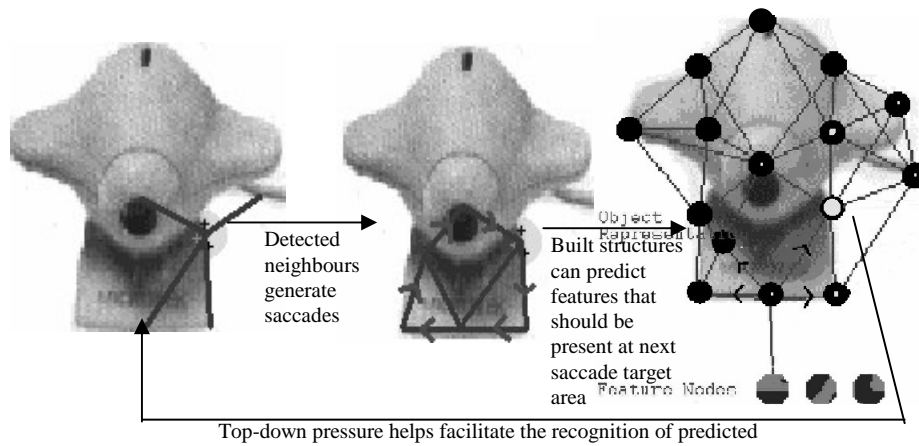 Detected
neighbours
generate
saccades
Built structures
can predict
features that
should be
present at next
saccade target
area
Object
Feature Nodes
Top-down pressure helps facilitate the recognition of predicted